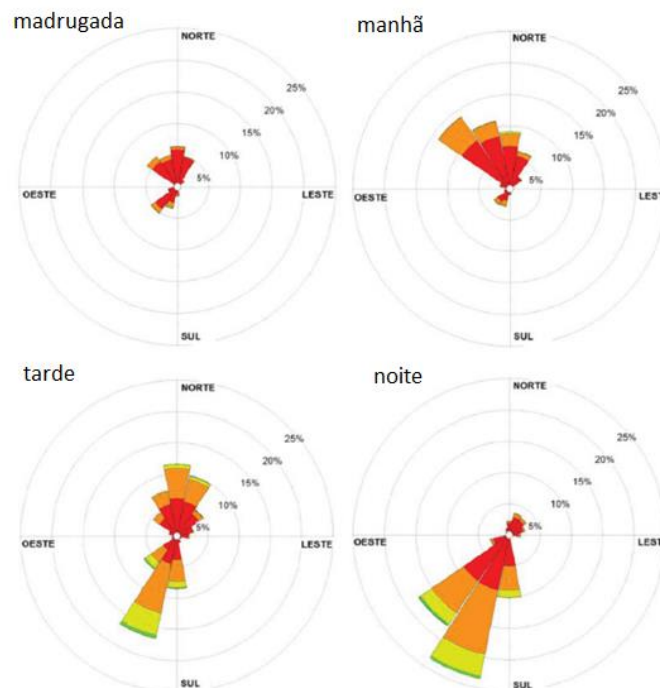 madrugada
NORTE
25%
20%
15%
10%
5%
OESTE
LESTE
SUL
manhã
NORTE
25%
20%
15%
10%
5%
OESTE
LEST
SUL
tarde
NORTE
25%
20%
15%
10%
5%
OESTE
LESTE
SUL
noite
NORTE
25%
20%
15%
10%
5%
OESTE
LEST
SUL